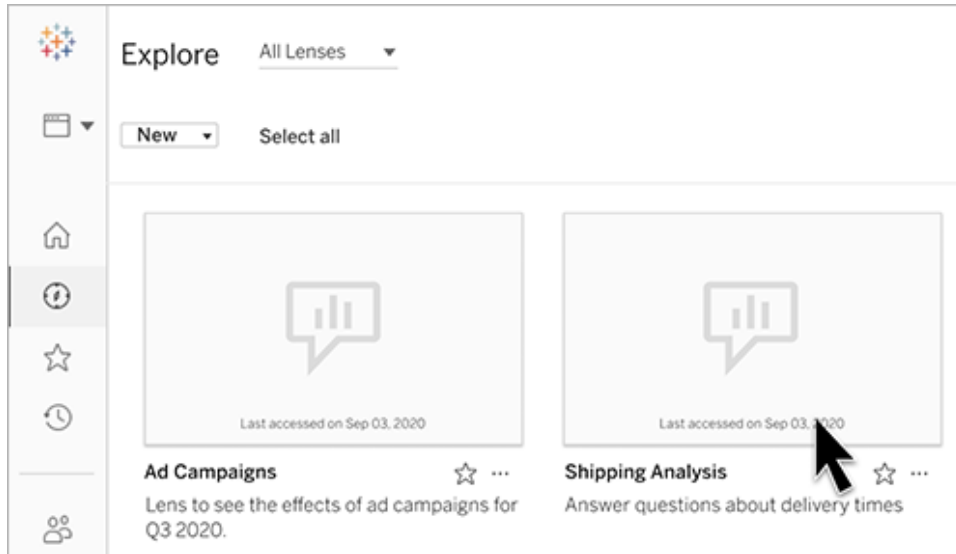 Explore
All Lenses
New
Select all
Last accessed on Sep 03, 2020
Last accessed on Sep 03, 2020
Ad Campaigns
...
Shipping Analysis
...
Lens to see the effects of ad campaigns for
Q3 2020.
Answer questions about delivery times